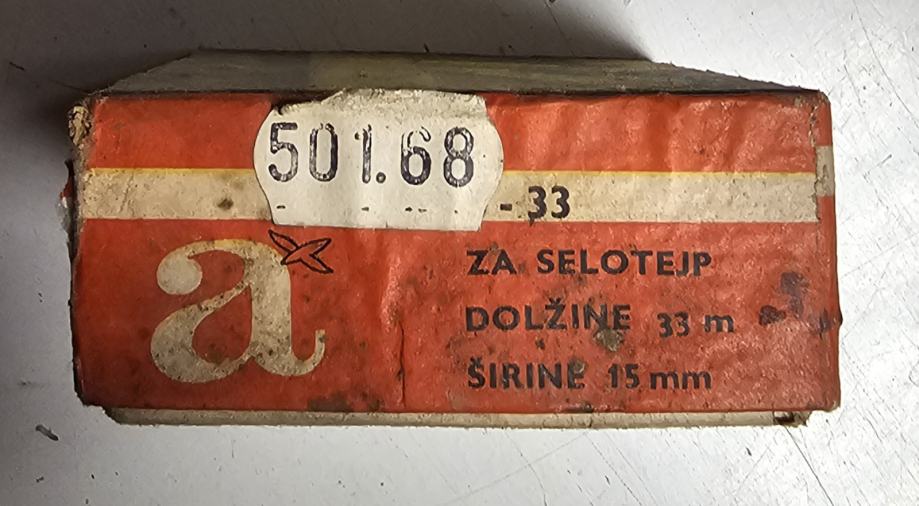 501.68
- 33
a
ZA SELOTEJP
DOLŽINE 33 m
ŠIRINE 15 mm